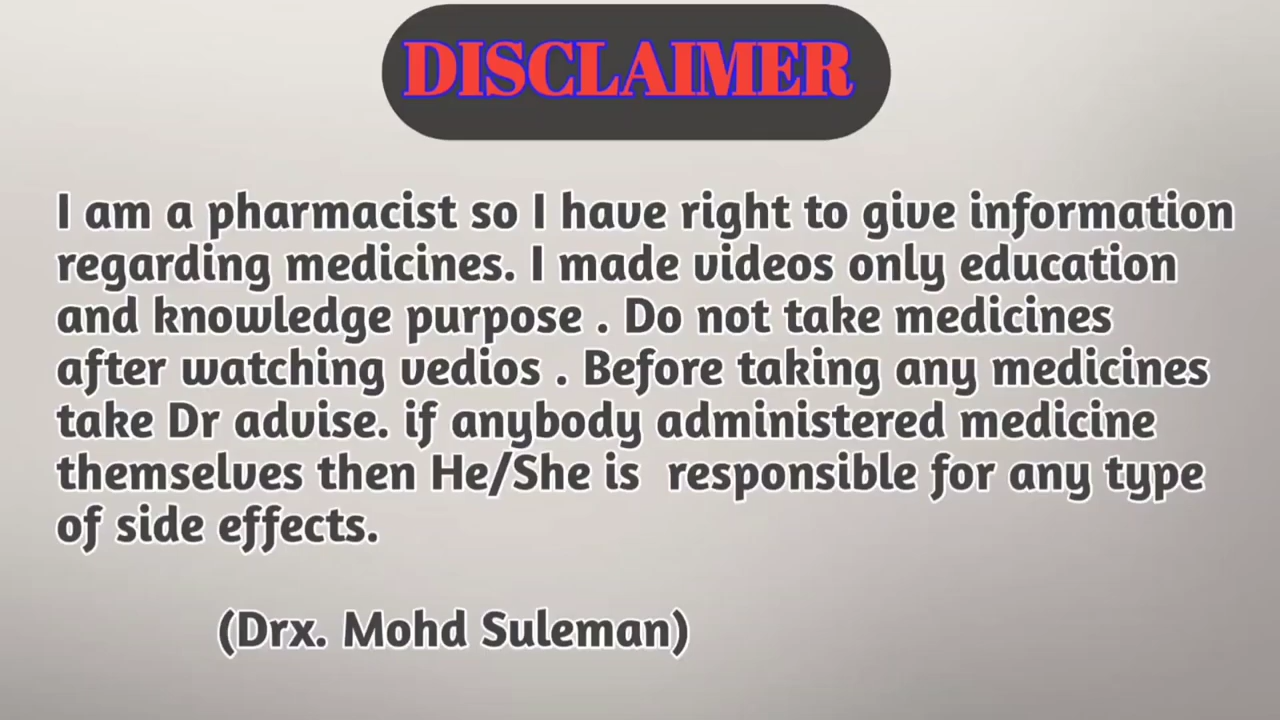 DISCLAIMER
I am a pharmacist so I have right to give information
regarding medicines. I made videos only education
and knowledge purpose . Do not take medicines
after watching vedios . Before taking any medicines
take Dr advise. if anybody administered medicine
themselves then He/She is  responsible for any type
of side effects.
(Drx. Mohd Suleman)